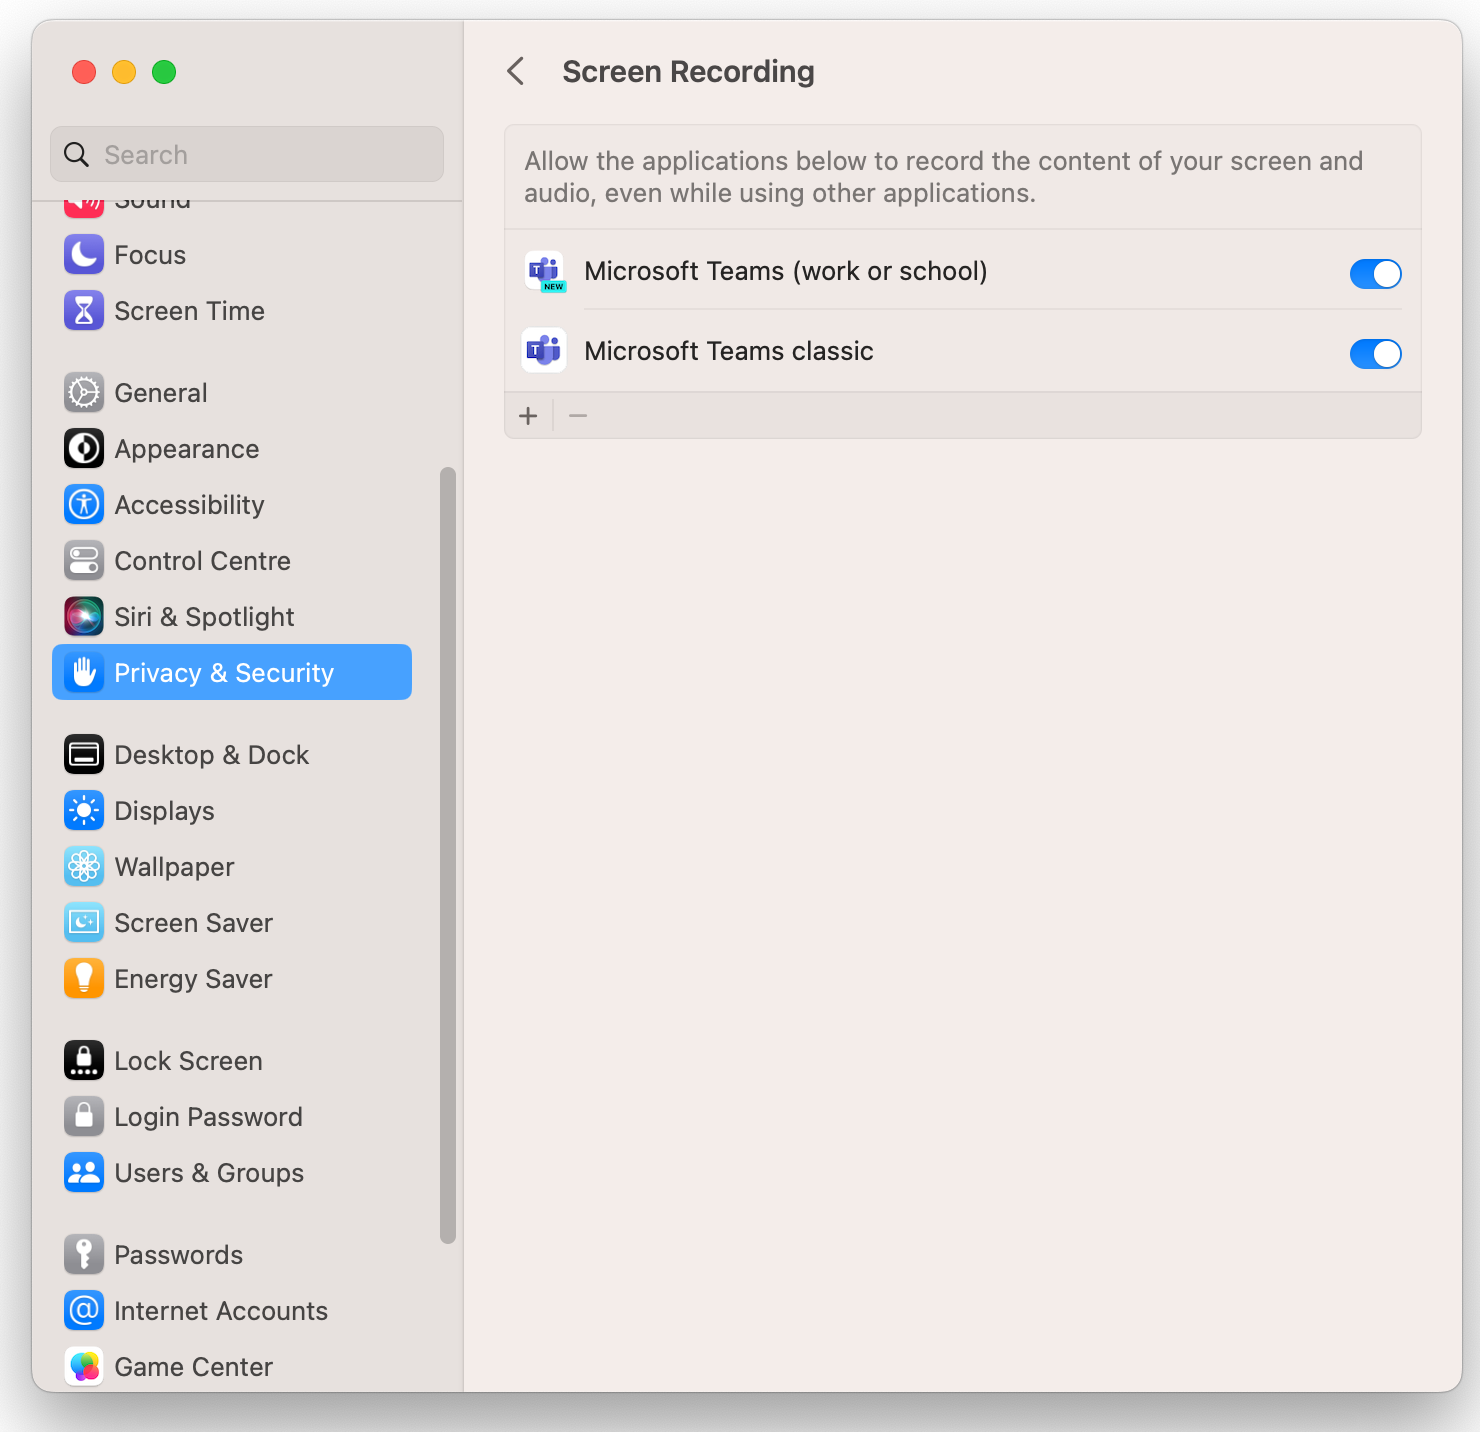 Search
Sound
Focus
Screen Time
General
Appearance
Accessibility
Control Centre
Siri & Spotlight
Privacy & Security
Desktop & Dock
Displays
Wallpaper
Screen Saver
Energy Saver
Lock Screen
Login Password
Users & Groups
Passwords
Internet Accounts
Game Center
Screen Recording
Allow the applications below to record the content of your screen and
audio, even while using other applications.
T
NEW
Microsoft Teams (work or school)
T
Microsoft Teams classic